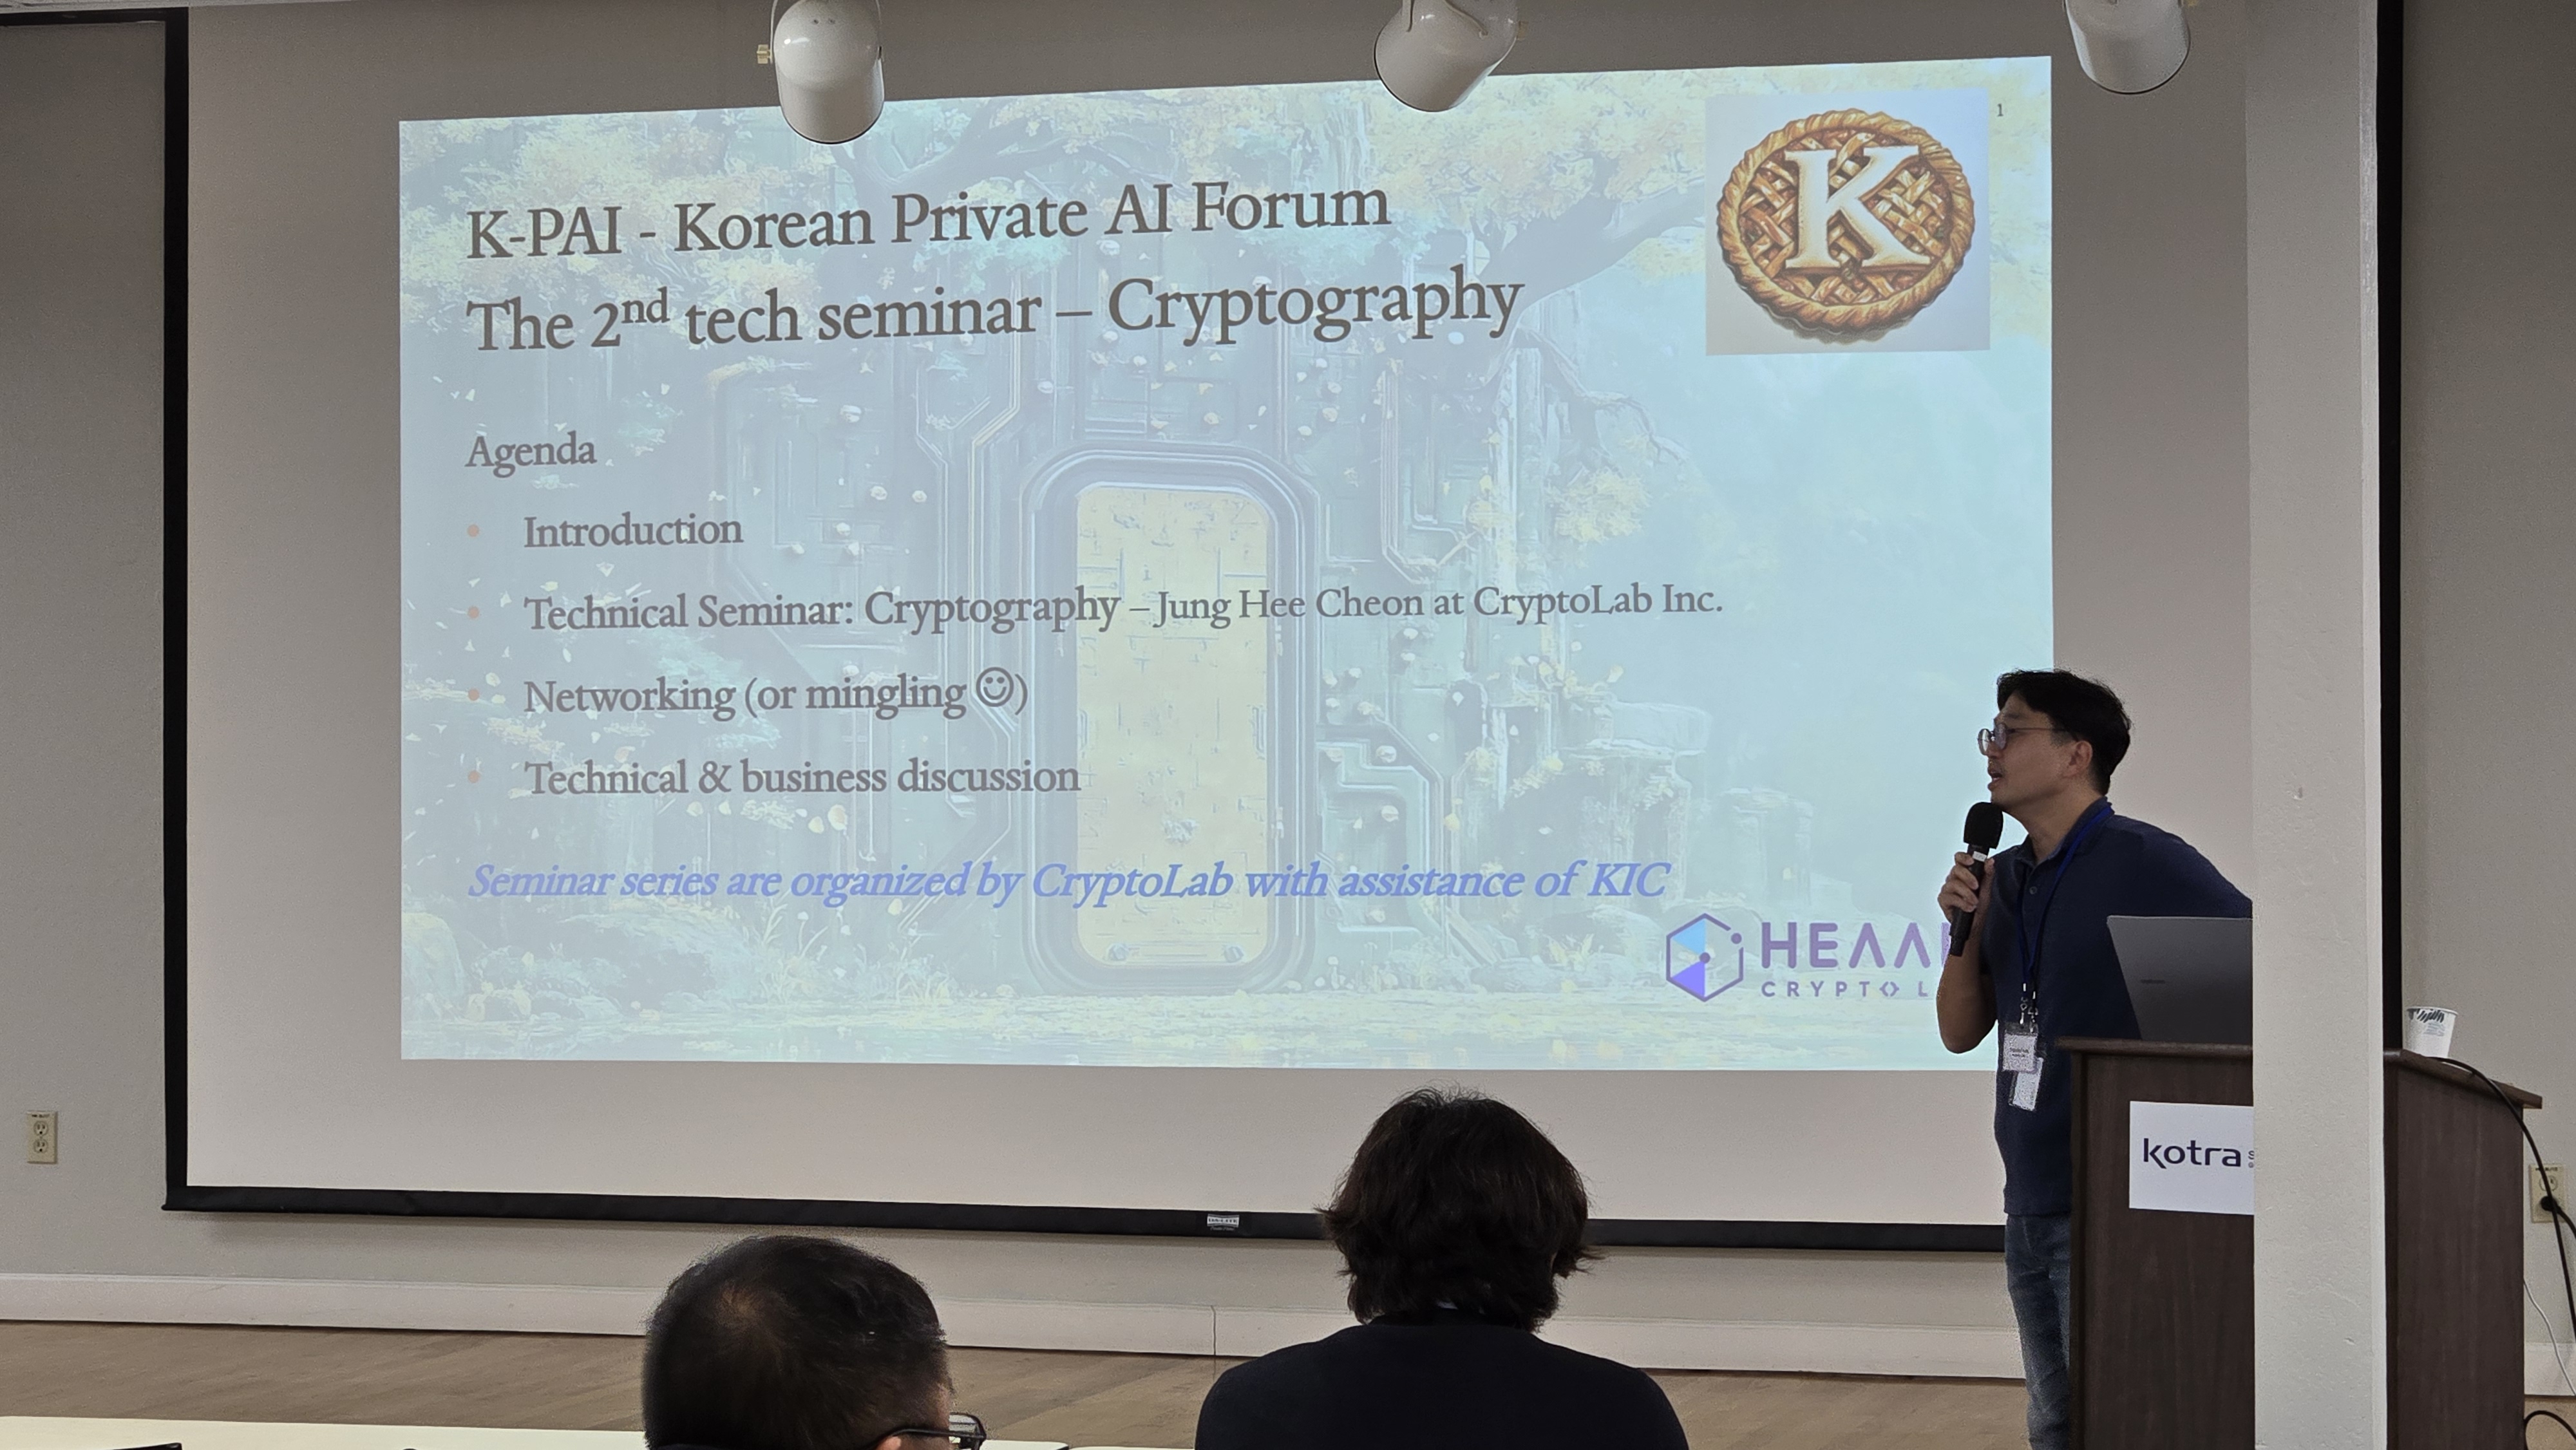 1
K
K-PAI - Korean Private AI Forum
The 2nd tech seminar – Cryptography
Agenda
• Introduction
• Technical Seminar: Cryptography – Jung Hee Cheon at CryptoLab Inc.
• Networking (or mingling ☺)
• Technical & business discussion
Seminar series are organized by CryptoLab with assistance of KIC
HEAA
CRYPTO L
kotra